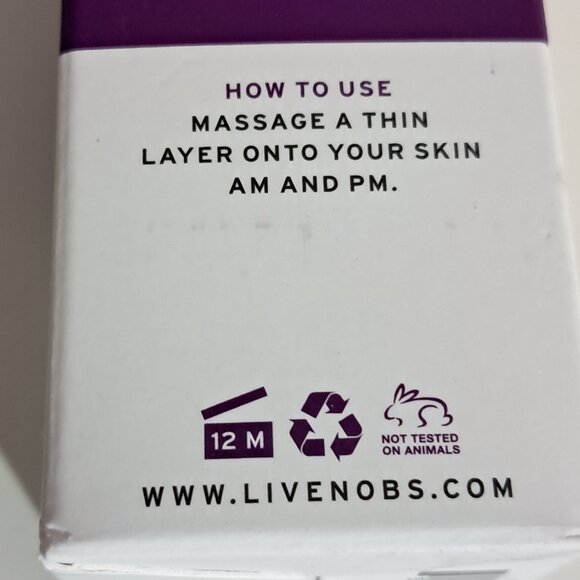 HOW TO USE
MASSAGE A THIN
LAYER ONTO YOUR SKIN
AM AND PM.
12 M
NOT TESTED
ON ANIMALS
WWW.LIVENOBS.COM